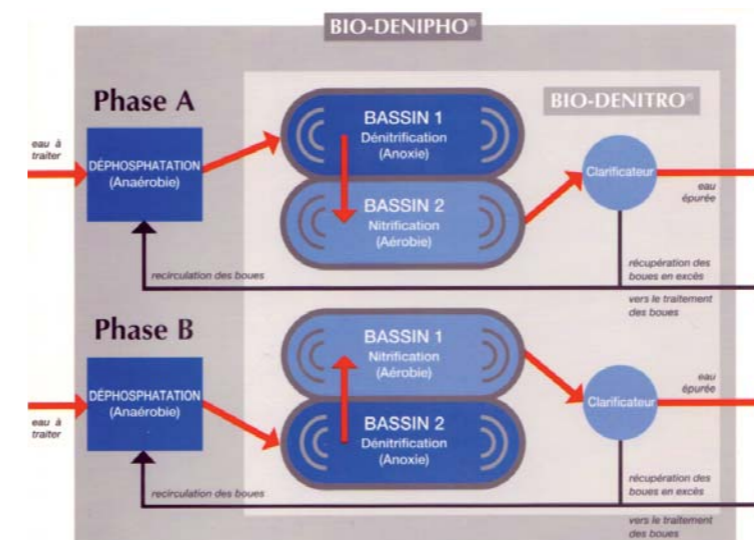 BIO-DENIPHO®
Phase A
BIO-DENITRO®
eau à
traiter
DÉPHOSPHATATION
(Anaérobie)
BASSIN 1
Dénitrification
(Anoxie)
BASSIN 2
Nitrification
(Aérobie)
Clarificateur
eau
épurée
recirculation des boues
récupération des
boues en excès
vers le traitement
des boues
Phase B
eau à
traiter
DÉPHOSPHATATION
(Anaérobie)
BASSIN 1
Nitrification
(Aérobie)
BASSIN 2
Dénitrification
(Anoxie)
Clarificateur
eau
épurée
recirculation des boues
récupération des
boues en excès
vers le traitement
des boues